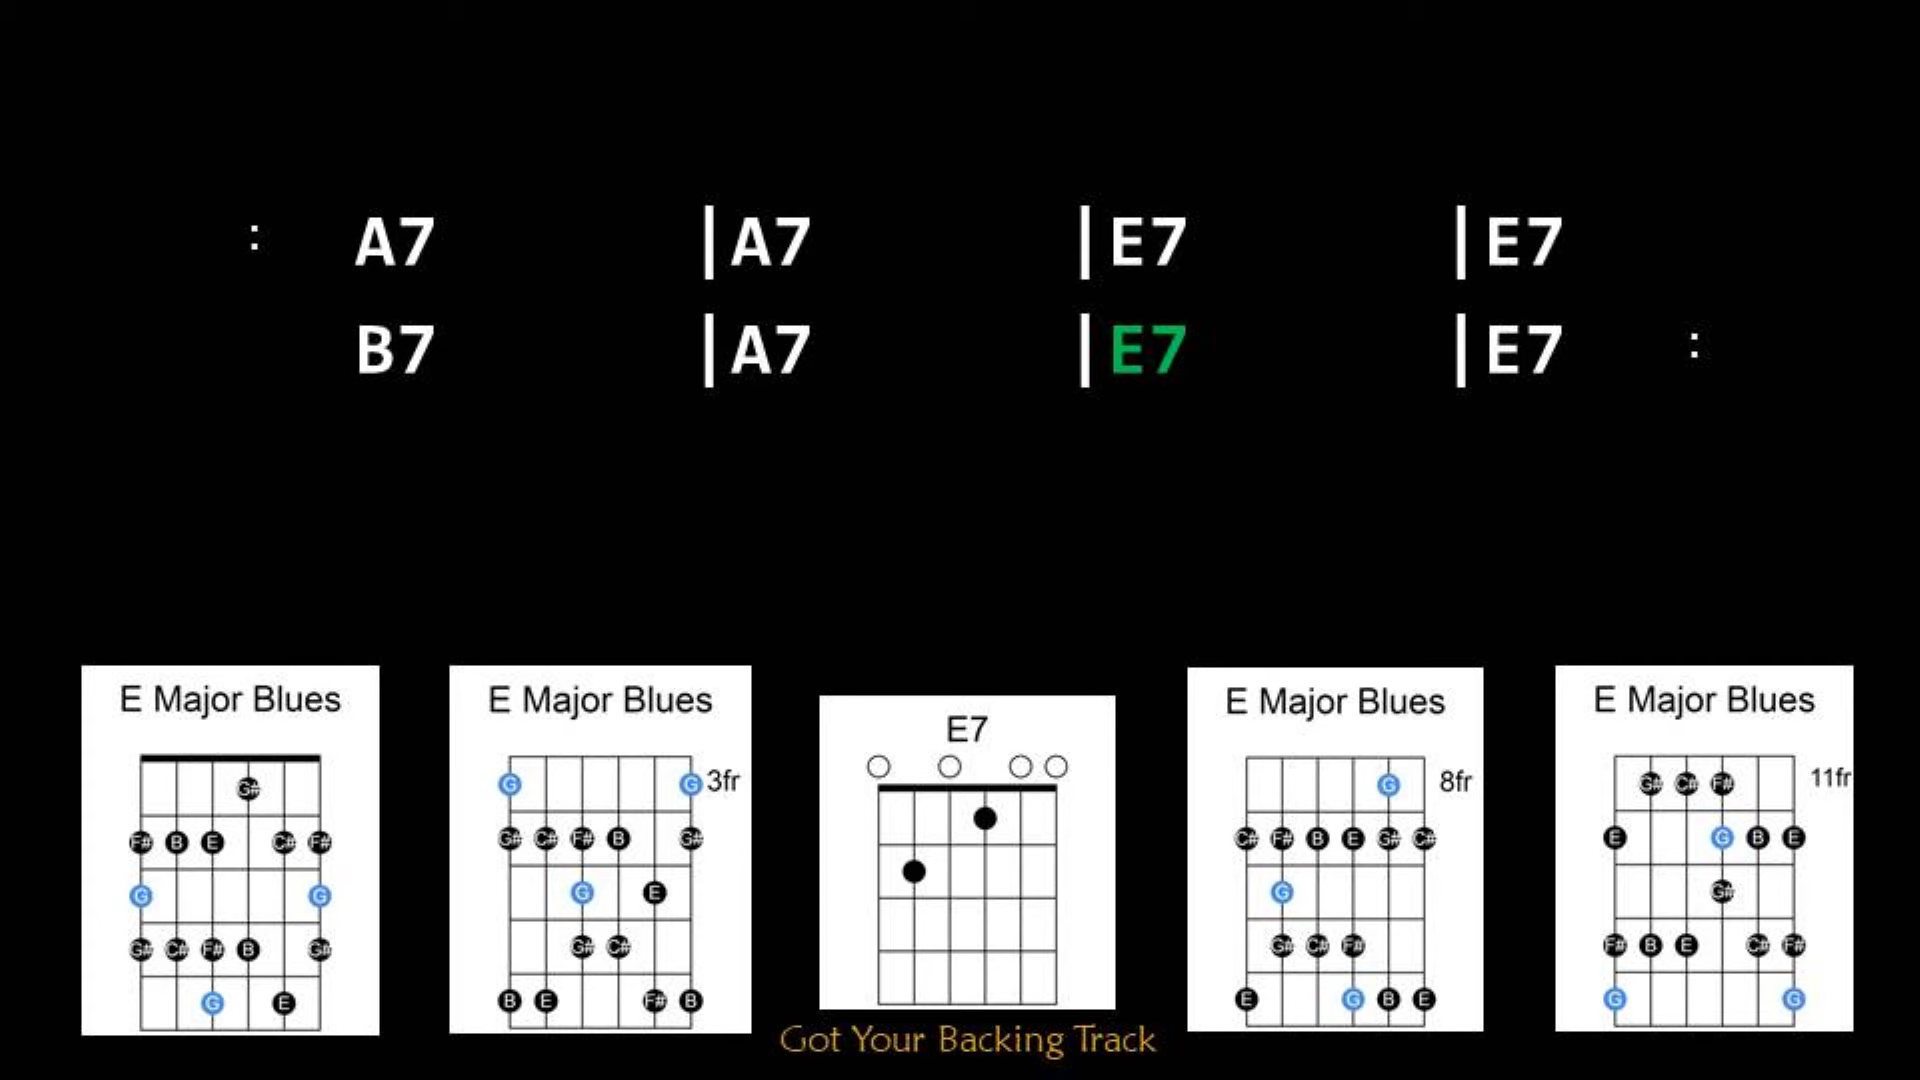 : A7 |A7 |E7 |E7
B7 |A7 |E7 |E7 :
E Major Blues
G#
F# B E C# F#
G G
G# C# F# B G#
G E
E Major Blues
G G 3fr
G# C# F# B G#
G E
G# C#
B E F# B
E7
E Major Blues
G 8fr
C# F# B E G# C#
G
G# C# F#
E G B E
E Major Blues
G# C# F# 11fr
E G B E
G#
F# B E C# F#
G G
Got Your Backing Track